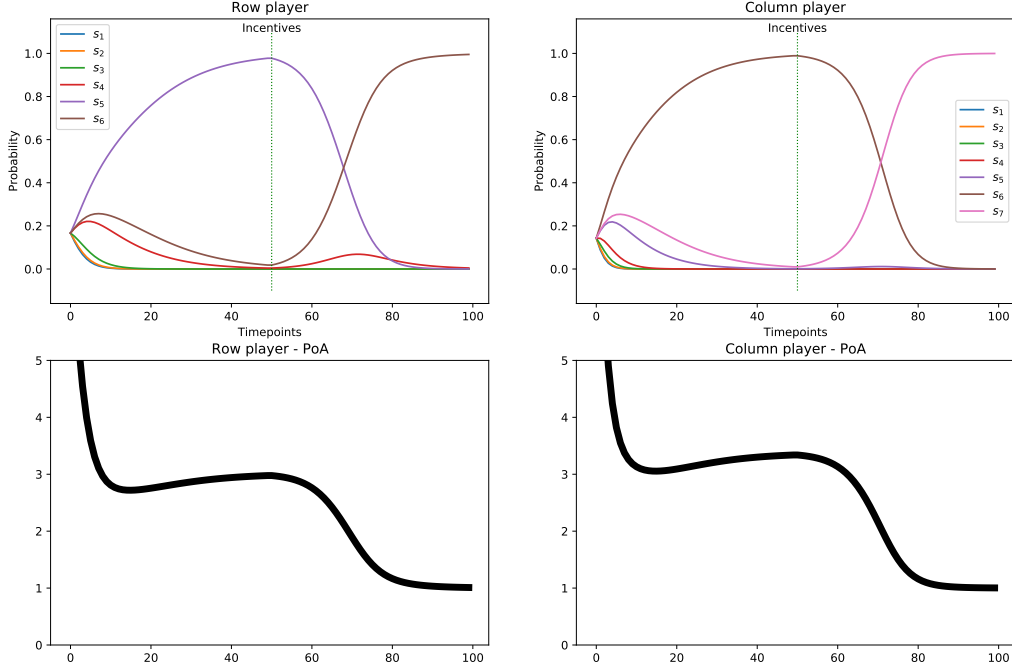 Row player
Incentives
Probability
1.0
0.8
0.6
0.4
0.2
0.0
s1
s2
s3
s4
s5
s6
0 20 40 60 80 100
Timepoints
Column player
Incentives
Probability
1.0
0.8
0.6
0.4
0.2
0.0
s1
s2
s3
s4
s5
s6
s7
0 20 40 60 80 100
Timepoints
Row player - PoA
5
4
3
2
1
0
0 20 40 60 80 100
Column player - PoA
5
4
3
2
1
0
0 20 40 60 80 100